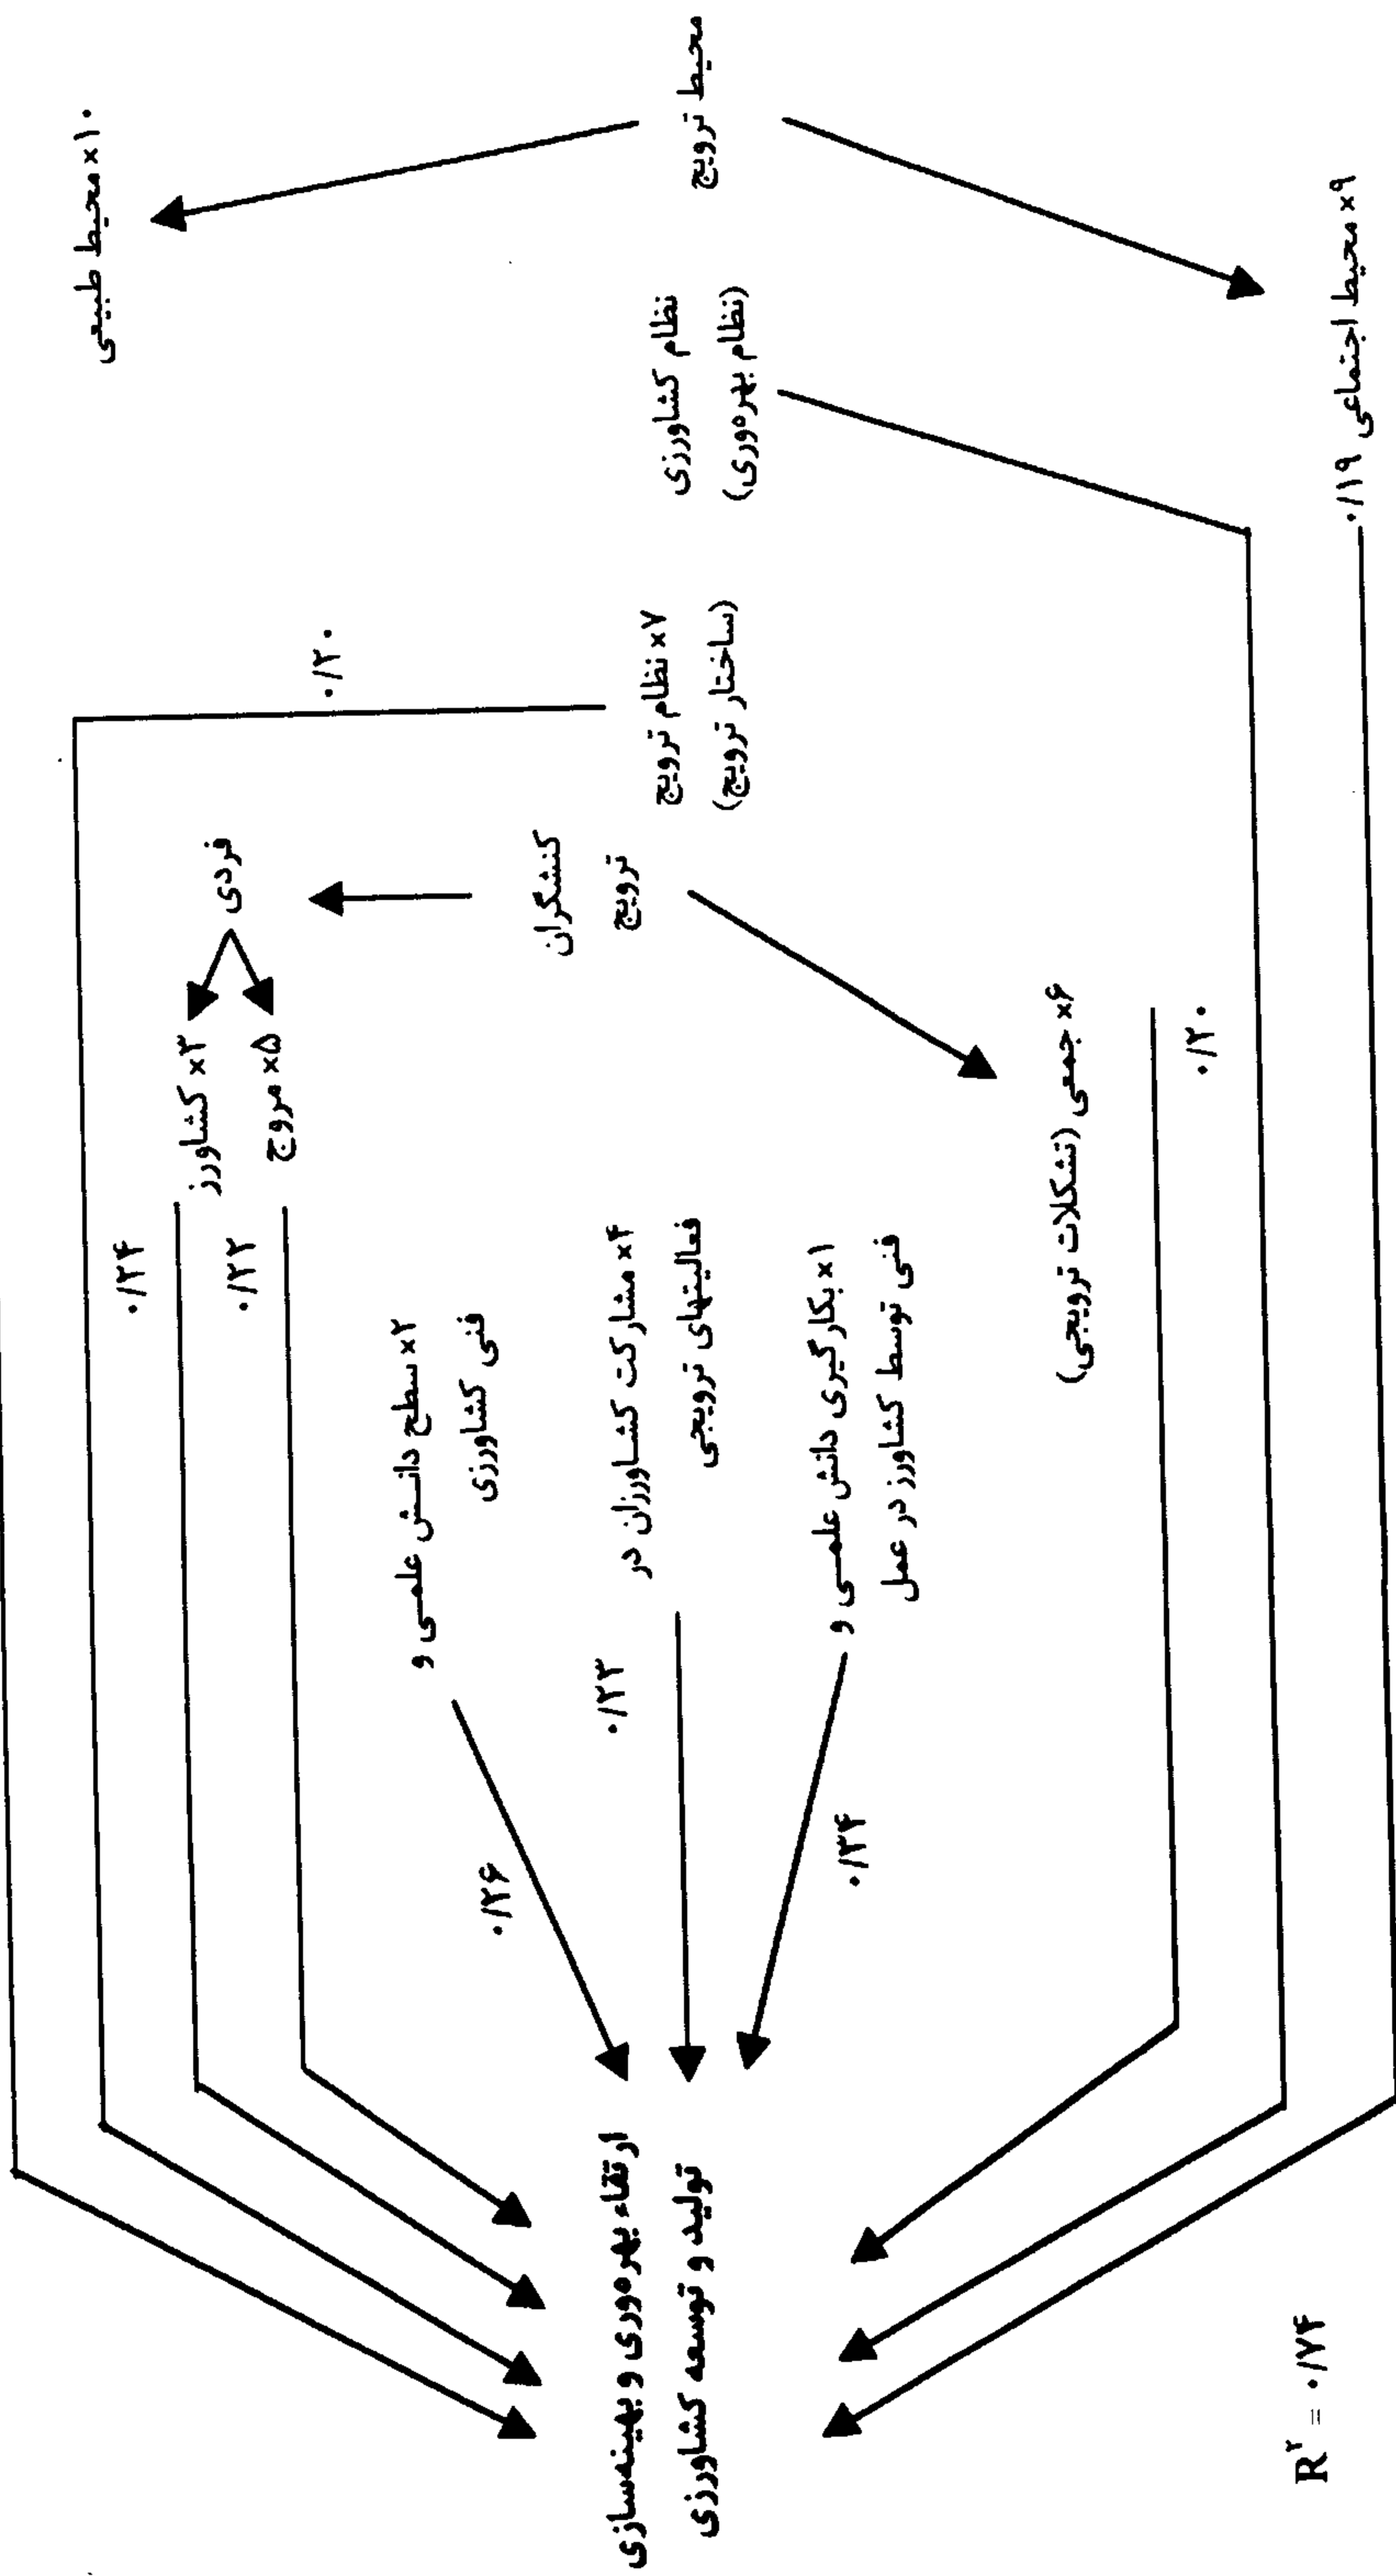 محیط ترویج
x۱۰ محیط طبیعی
x۹ محیط اجتماعی ۰/۱۹
نظام کشاورزی
(نظام بهره‌وری)
x۷ نظام ترویج
(ساختار ترویج)
۰/۲۰
کنشگران
ترویج
فردی
x۳ کشاورز
x۵ مروج
۰/۲۴
۰/۲۲
x۶ جمعی (تشکلات ترویجی)
۰/۲۰
x۲ سطح دانش علمی و
فنی کشاورزی
x۴ مشارکت کشاورزان در
فعالیتهای ترویجی
x۱ بکارگیری دانش علمی و
فنی توسط کشاورز در عمل
۰/۲۶
۰/۲۳
۰/۳۴
ارتقاء بهره‌وری و بهینه‌سازی
تولید و توسعه کشاورزی
R² = ۰/۷۴